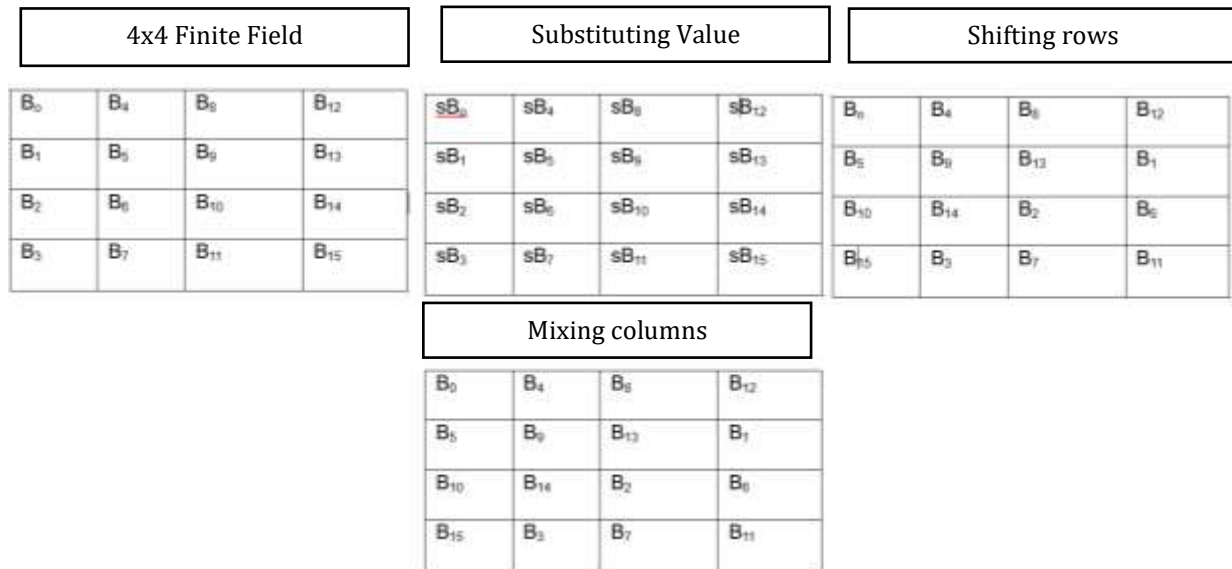 4x4 Finite Field
Substituting Value
Shifting rows
B₀ B₄ B₈ B₁₂
B₁ B₅ B₉ B₁₃
B₂ B₆ B₁₀ B₁₄
B₃ B₇ B₁₁ B₁₅
sB₀ sB₄ sB₈ sB₁₂
sB₁ sB₅ sB₉ sB₁₃
sB₂ sB₆ sB₁₀ sB₁₄
sB₃ sB₇ sB₁₁ sB₁₅
B₀ B₄ B₈ B₁₂
B₅ B₉ B₁₃ B₁
B₁₀ B₁₄ B₂ B₆
B₁₅ B₃ B₇ B₁₁
Mixing columns
B₀ B₄ B₈ B₁₂
B₅ B₉ B₁₃ B₁
B₁₀ B₁₄ B₂ B₆
B₁₅ B₃ B₇ B₁₁